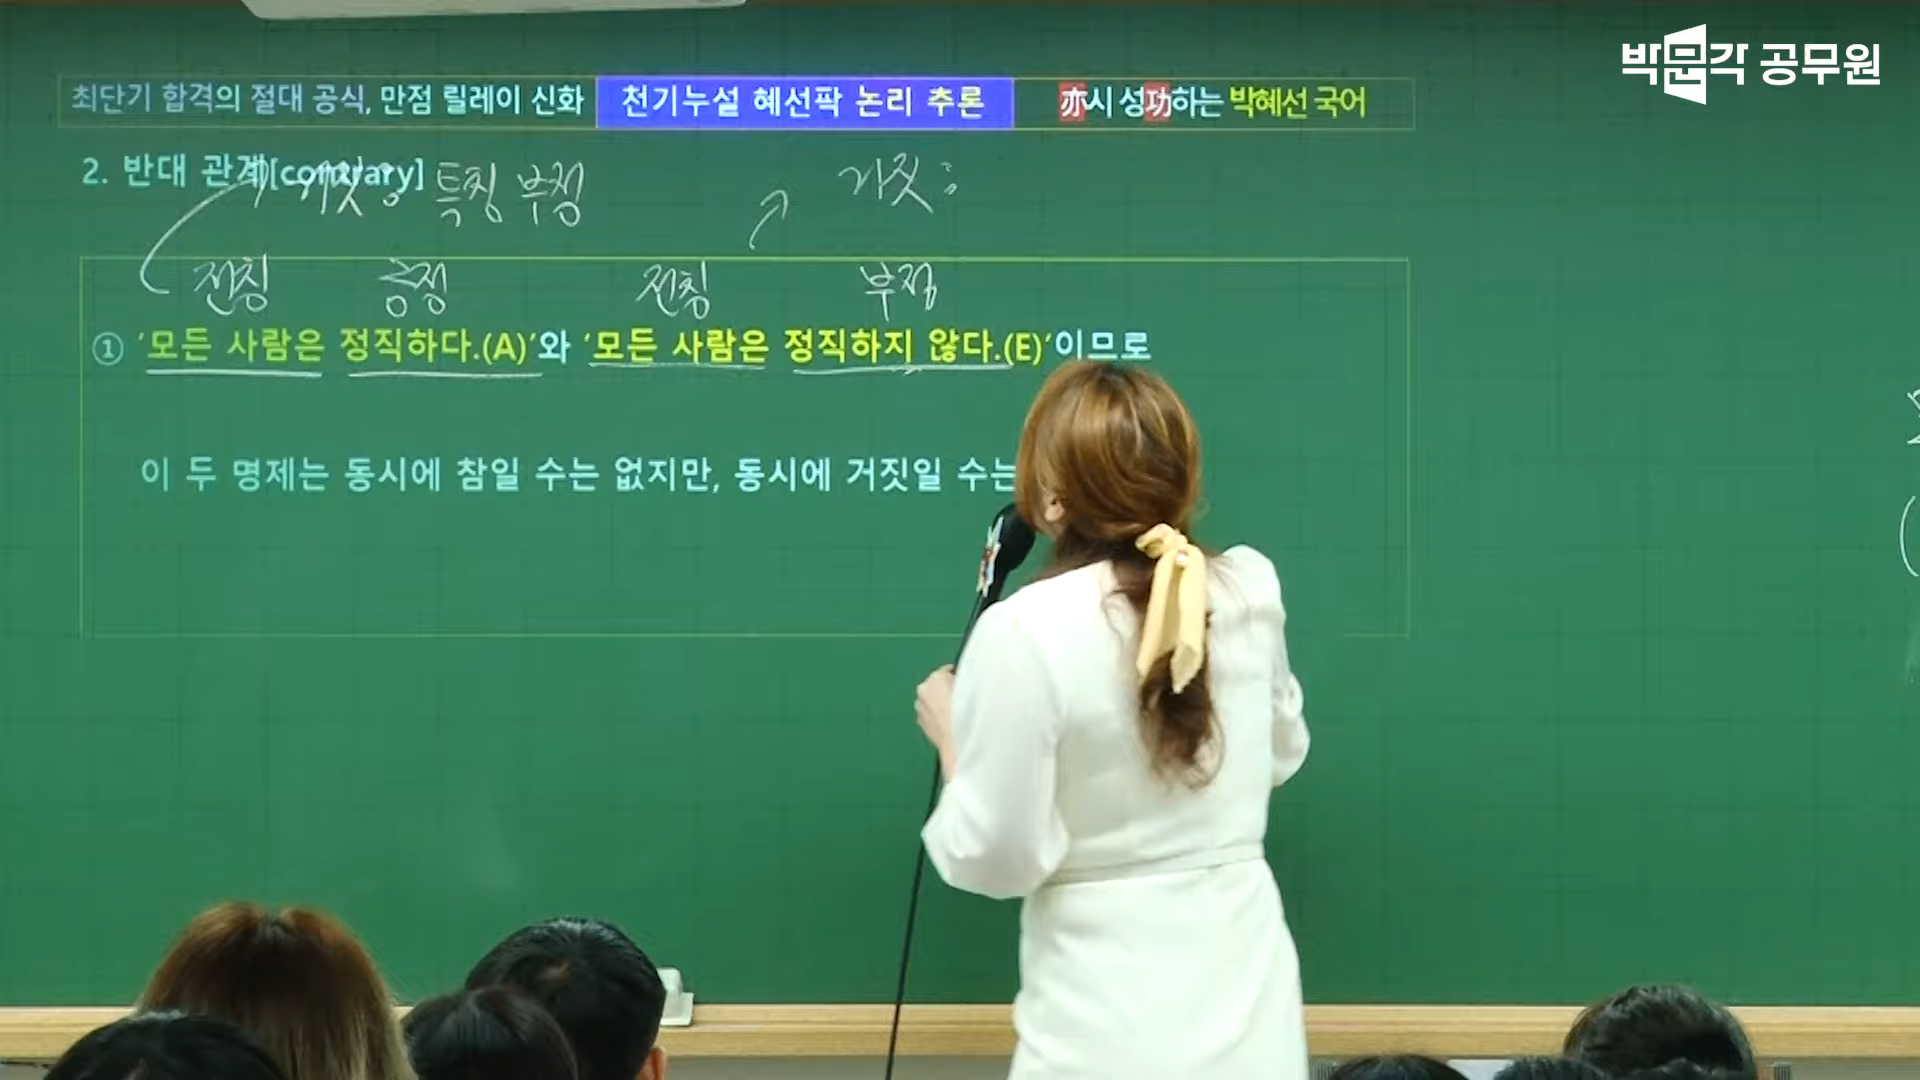 박문각 공무원
최단기 합격의 절대 공식, 만점 릴레이 신화 천기누설 혜선팍 논리 추론 亦시 성功하는 박혜선 국어
2. 반대 관계[contrary]
거짓: 특칭 부정 거짓:
전칭 긍정 전칭 부정
① '모든 사람은 정직하다.(A)'와 '모든 사람은 정직하지 않다.(E)'이므로
이 두 명제는 동시에 참일 수는 없지만, 동시에 거짓일 수는